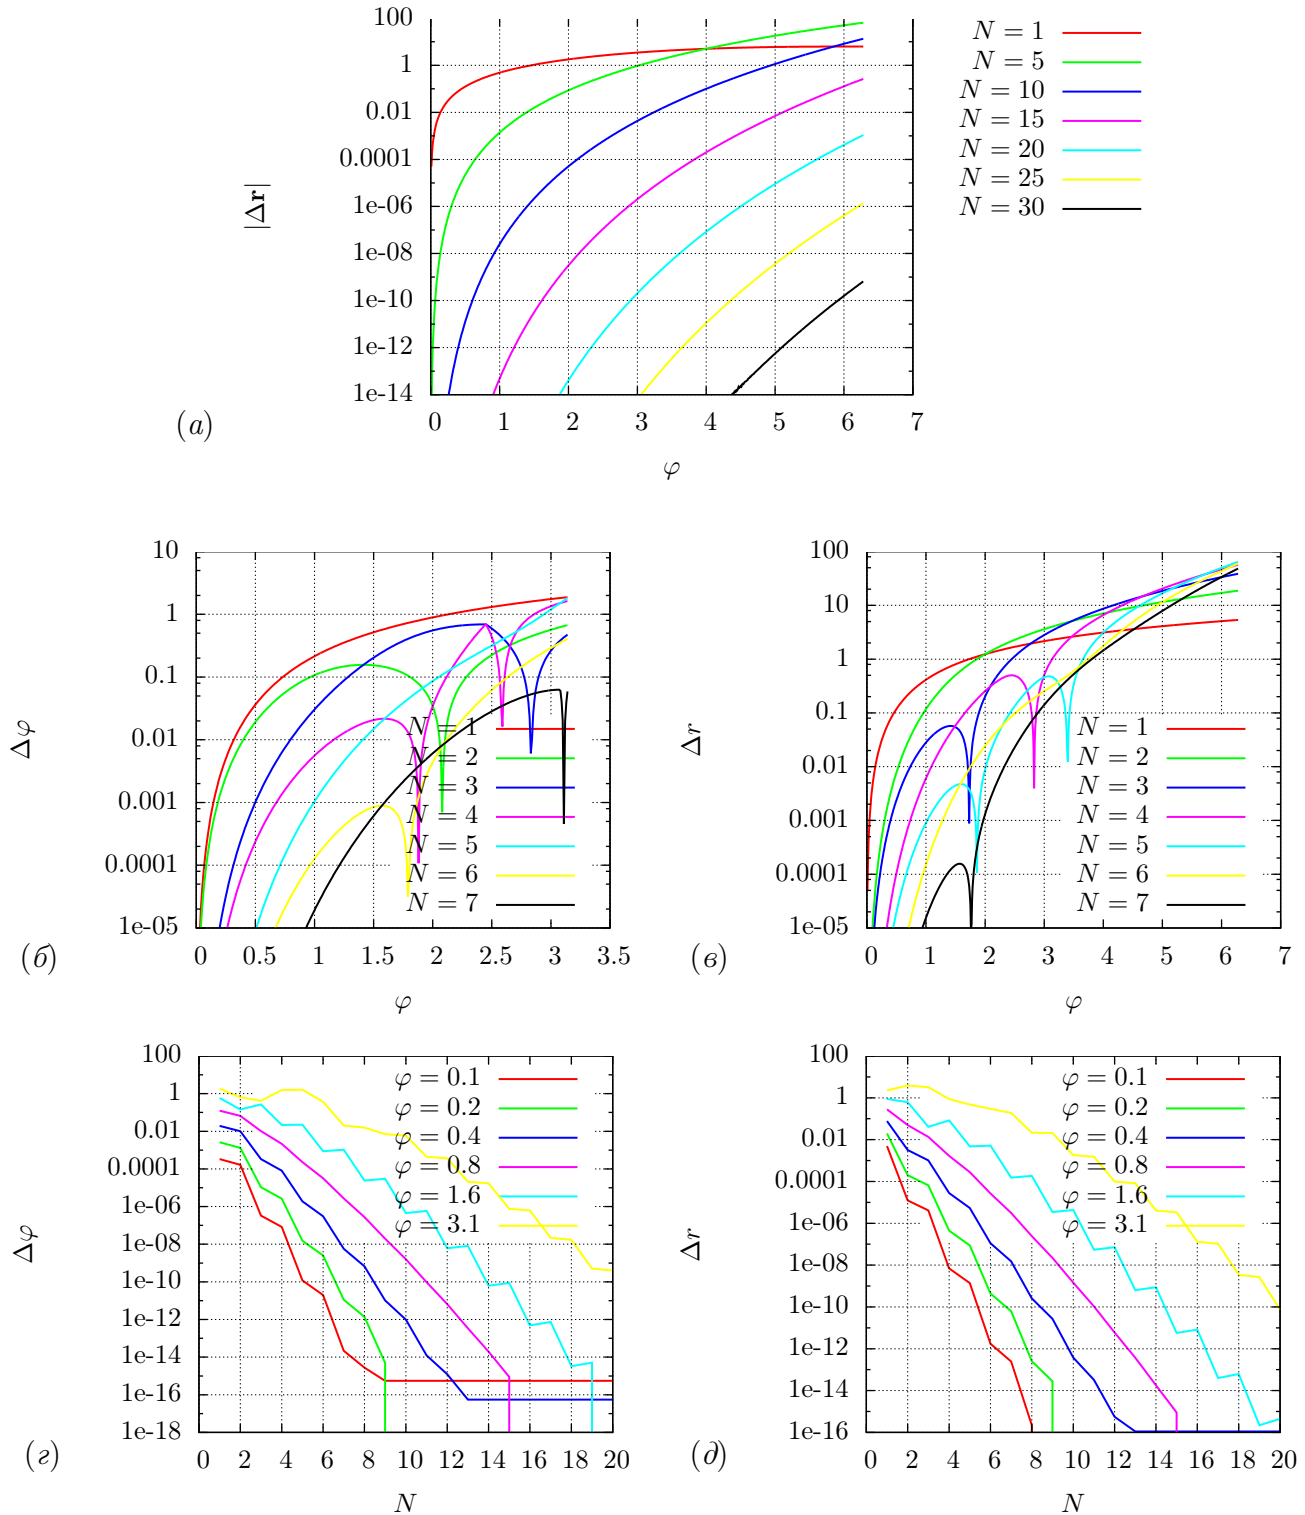 100
1
0.01
0.0001
1e-06
1e-08
1e-10
1e-12
1e-14
0 1 2 3 4 5 6 7
|Δr|
φ
(а)
N = 1
N = 5
N = 10
N = 15
N = 20
N = 25
N = 30
10
1
0.1
0.01
0.001
0.0001
1e-05
0 0.5 1 1.5 2 2.5 3 3.5
Δφ
φ
(б)
N = 1
N = 2
N = 3
N = 4
N = 5
N = 6
N = 7
100
10
1
0.1
0.01
0.001
0.0001
1e-05
0 1 2 3 4 5 6 7
Δr
φ
(в)
N = 1
N = 2
N = 3
N = 4
N = 5
N = 6
N = 7
100
1
0.01
0.0001
1e-06
1e-08
1e-10
1e-12
1e-14
1e-16
1e-18
0 2 4 6 8 10 12 14 16 18 20
Δφ
N
(г)
φ = 0.1
φ = 0.2
φ = 0.4
φ = 0.8
φ = 1.6
φ = 3.1
100
1
0.01
0.0001
1e-06
1e-08
1e-10
1e-12
1e-14
1e-16
0 2 4 6 8 10 12 14 16 18 20
Δr
N
(д)
φ = 0.1
φ = 0.2
φ = 0.4
φ = 0.8
φ = 1.6
φ = 3.1